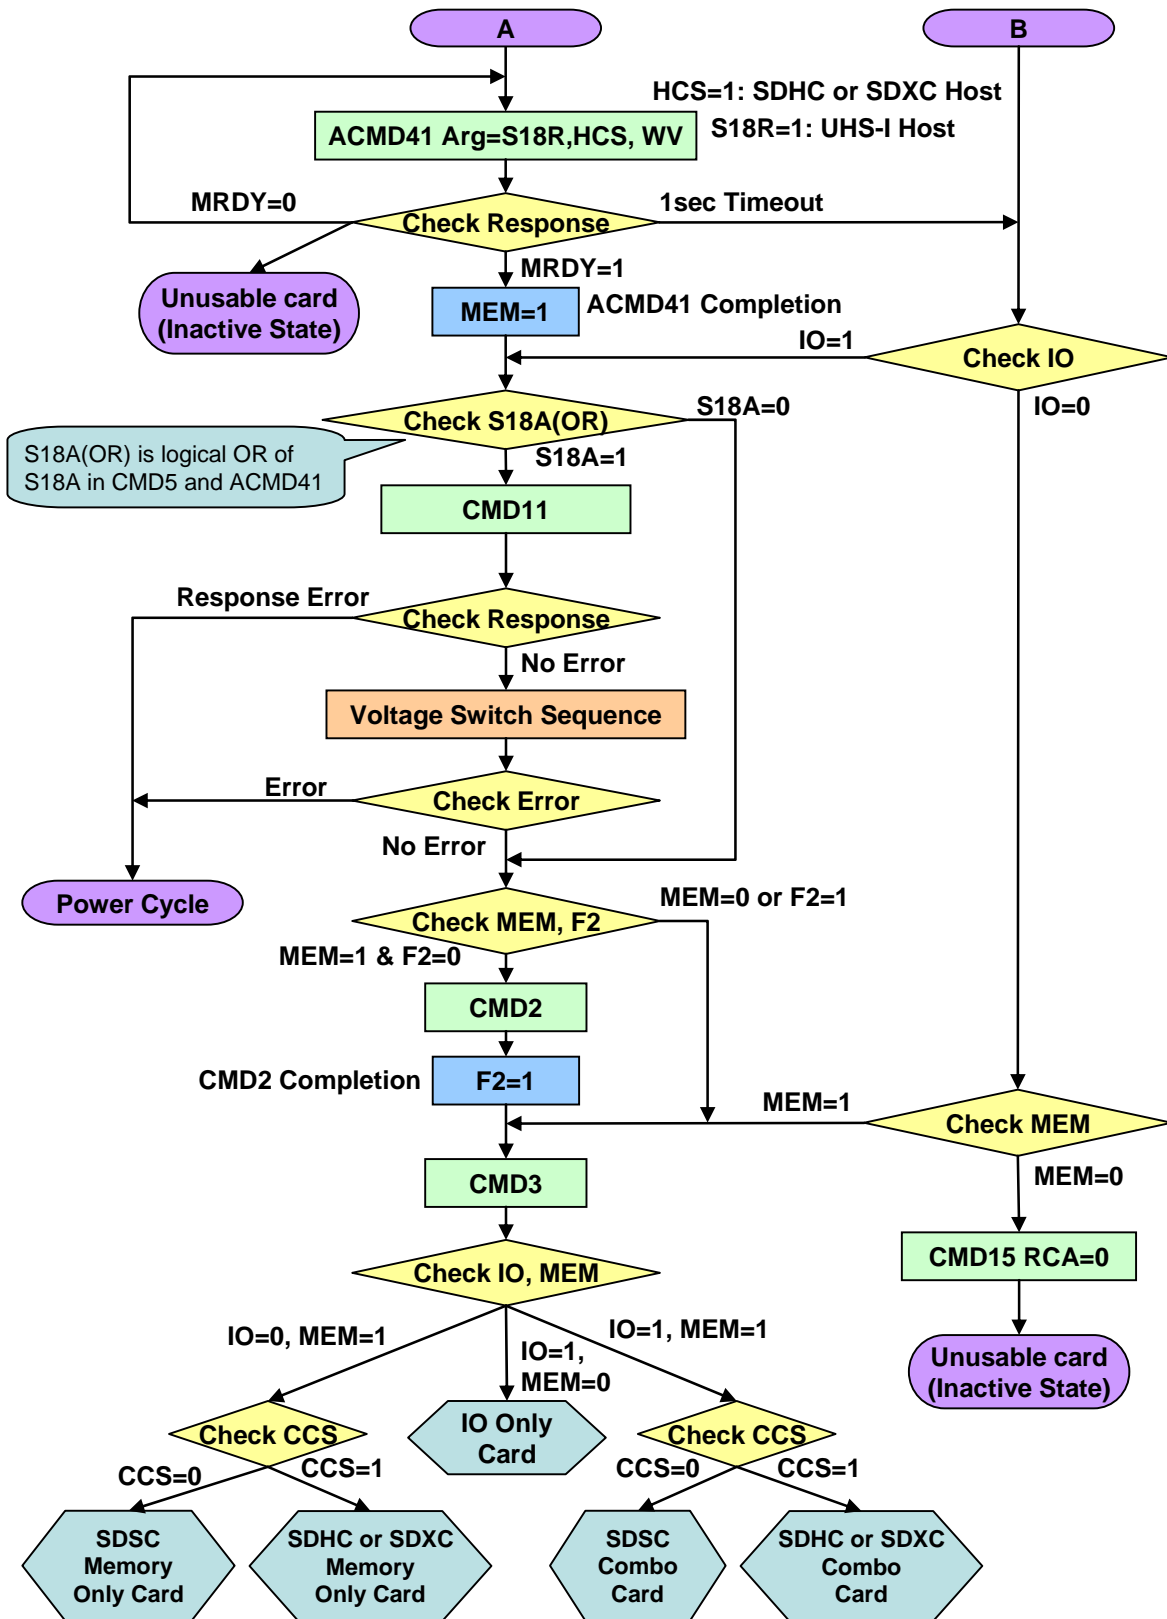 A
B
HCS=1: SDHC or SDXC Host
S18R=1: UHS-I Host
ACMD41 Arg=S18R,HCS, WV
MRDY=0
1sec Timeout
Check Response
MRDY=1
Unusable card
(Inactive State)
MEM=1
ACMD41 Completion
IO=1
Check IO
IO=0
S18A=0
Check S18A(OR)
S18A=1
S18A(OR) is logical OR of
S18A in CMD5 and ACMD41
CMD11
Response Error
Check Response
No Error
Voltage Switch Sequence
Error
Check Error
No Error
Power Cycle
MEM=0 or F2=1
Check MEM, F2
MEM=1 & F2=0
CMD2
CMD2 Completion
F2=1
MEM=1
Check MEM
MEM=0
CMD3
CMD15 RCA=0
Check IO, MEM
IO=0, MEM=1
IO=1,
MEM=0
IO=1, MEM=1
Unusable card
(Inactive State)
Check CCS
IO Only
Card
Check CCS
CCS=0
CCS=1
CCS=0
CCS=1
SDSC
Memory
Only Card
SDHC or SDXC
Memory
Only Card
SDSC
Combo
Card
SDHC or SDXC
Combo
Card